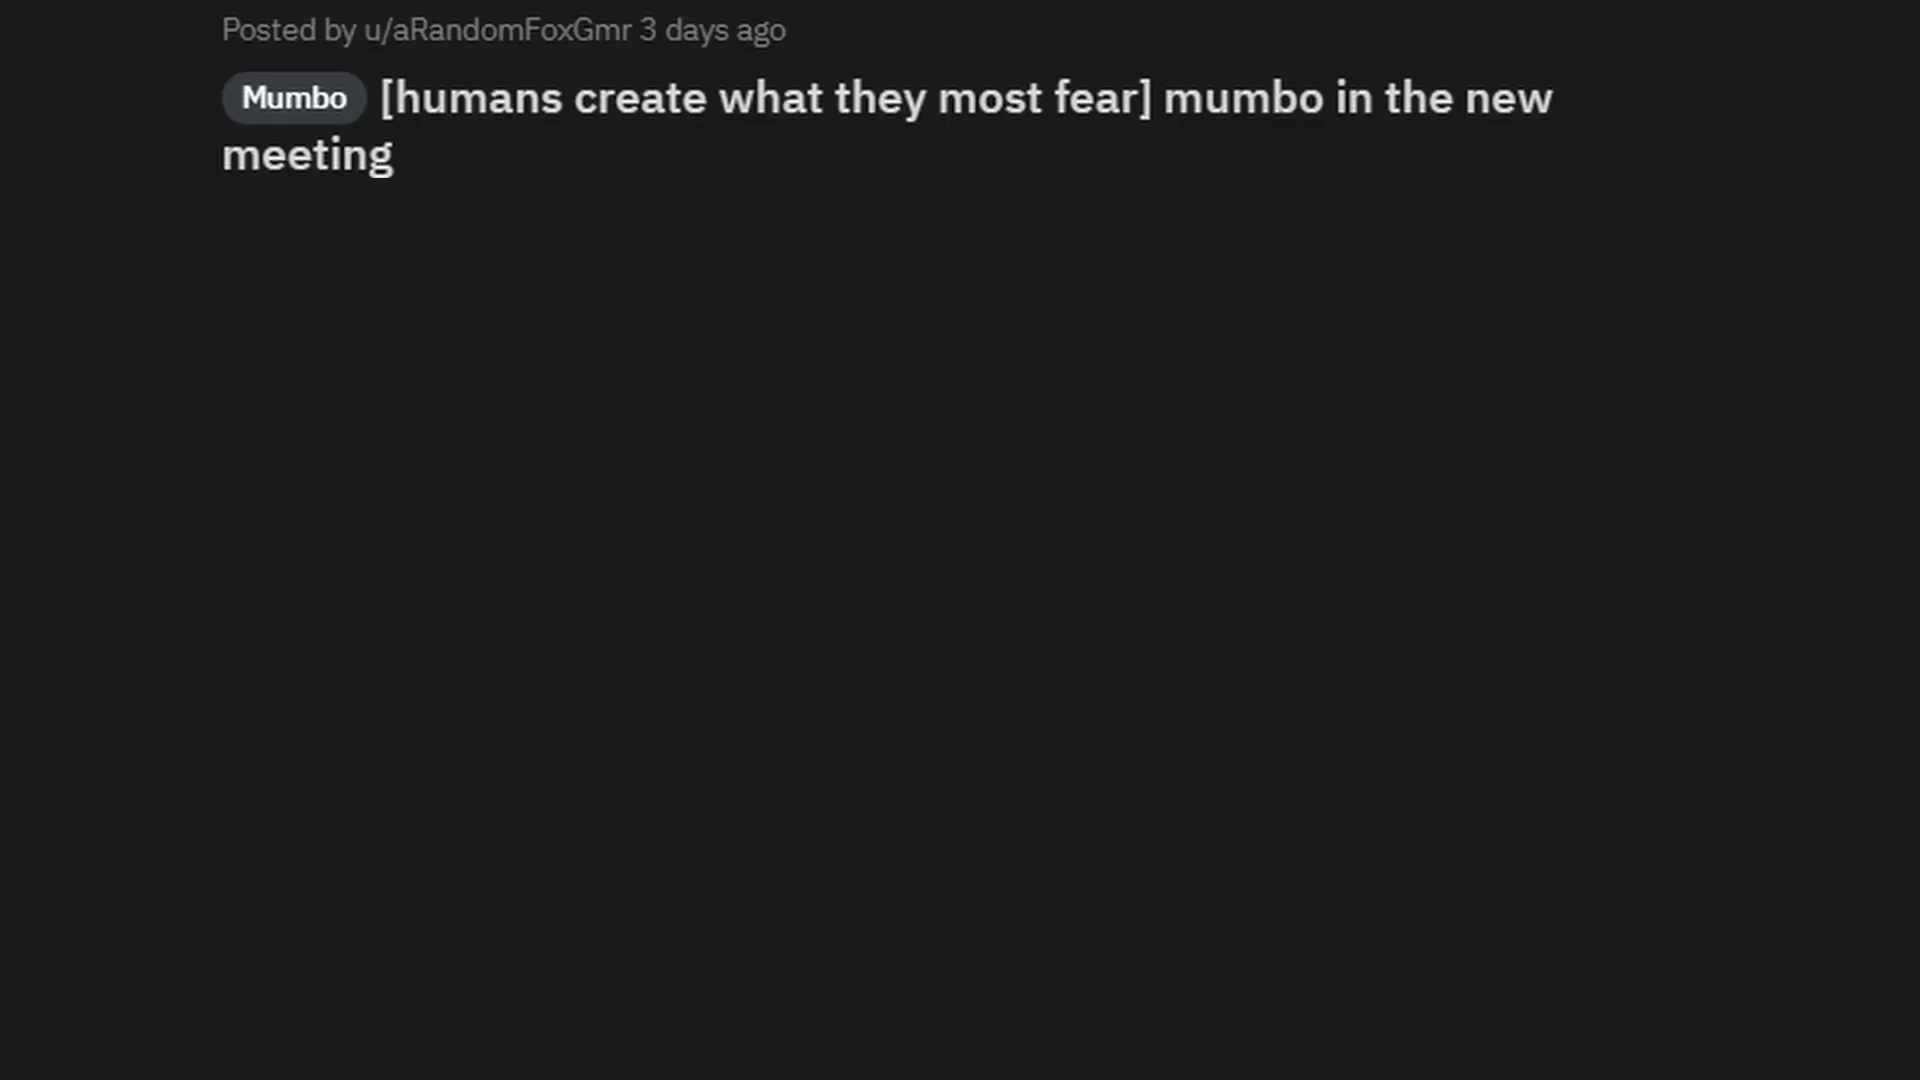 Posted by u/aRandomFoxGmr 3 days ago
Mumbo [humans create what they most fear] mumbo in the new
meeting